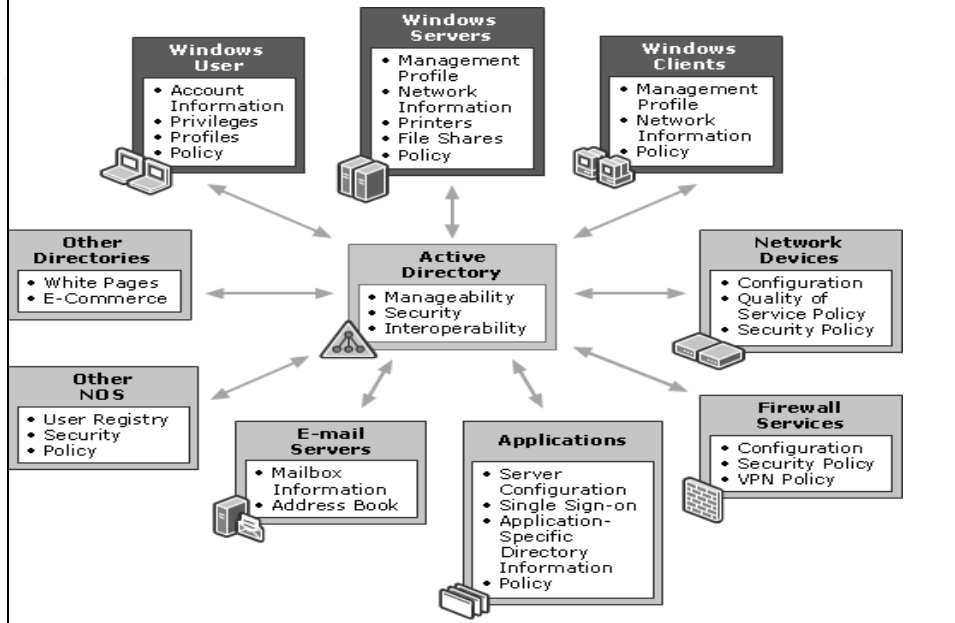 Windows
User
• Account
Information
• Privileges
• Profiles
• Policy
Windows
Servers
• Management
Profile
• Network
Information
• Printers
• File Shares
• Policy
Windows
Clients
• Management
Profile
• Network
Information
• Policy
Other
Directories
• White Pages
• E-Commerce
Active
Directory
• Manageability
• Security
• Interoperability
Network
Devices
• Configuration
• Quality of
Service Policy
• Security Policy
Other
NOS
• User Registry
• Security
• Policy
E-mail
Servers
• Mailbox
Information
• Address Book
Applications
• Server
Configuration
• Single Sign-on
• Application-
Specific
Directory
Information
• Policy
Firewall
Services
• Configuration
• Security Policy
• VPN Policy